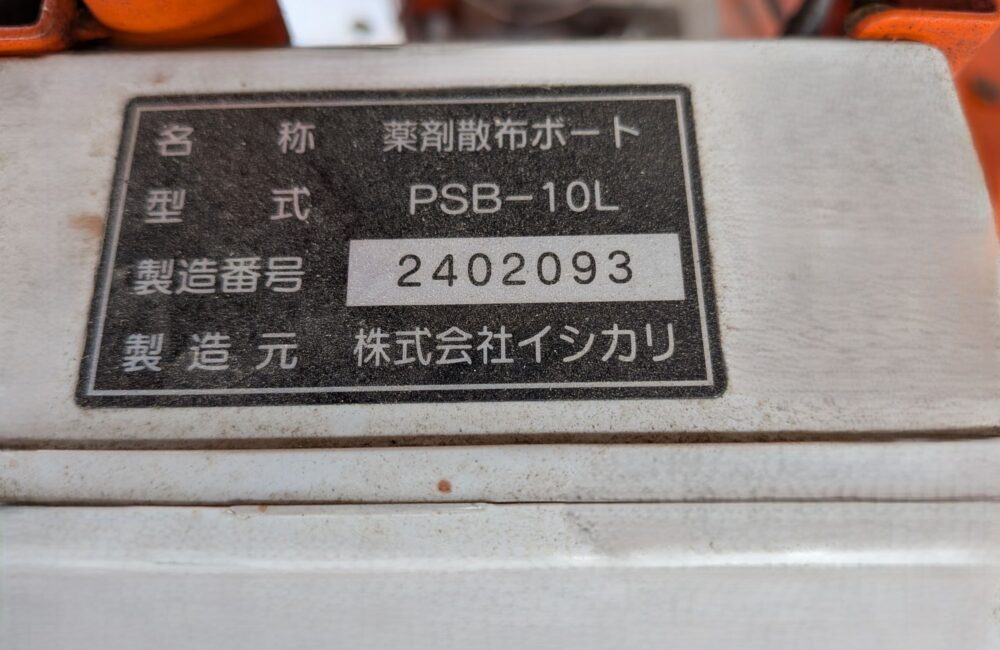 名称 薬剤散布ボート
型式 PSB-10L
製造番号 2402093
製造元 株式会社イシカリ